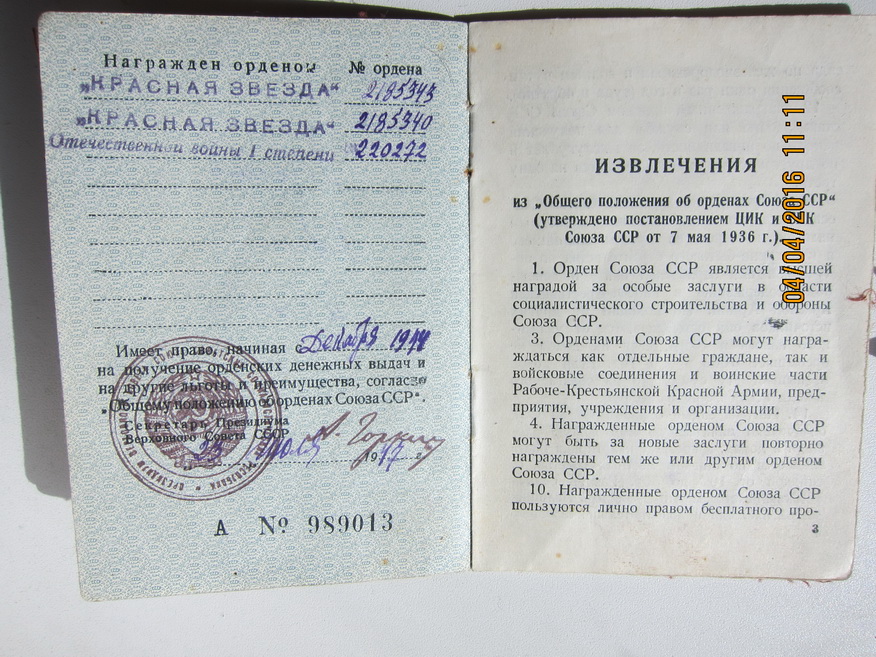 Награжден орденом № ордена
„КРАСНАЯ ЗВЕЗДА“ 2185343
„КРАСНАЯ ЗВЕЗДА“ 2185340
Отечественной войны I степени 220272
Имеет право, начиная с Декабря 1944
на получение орденских денежных выдач и
на другие льготы и преимущества, согласно
„Общему положению об орденах Союза ССР“.
Секретарь Президиума
Верховного Совета СССР
А. Горкин
23 июля 1947 г.
А № 989013
ИЗВЛЕЧЕНИЯ
из „Общего положения об орденах Союза ССР“
(утверждено постановлением ЦИК и
Союза ССР от 7 мая 1936 г.).
1. Орден Союза ССР является высшей
наградой за особые заслуги в области
социалистического строительства и обороны
Союза ССР.
3. Орденами Союза ССР могут награ-
ждаться как отдельные граждане, так и
войсковые соединения и воинские части
Рабоче-Крестьянской Красной Армии, пред-
приятия, учреждения и организации.
4. Награжденные орденом Союза ССР
могут быть за новые заслуги повторно
награждены тем же или другим орденом
Союза ССР.
10. Награжденные орденом Союза ССР
пользуются лично правом бесплатного про-
3
04/04/2016 11:11